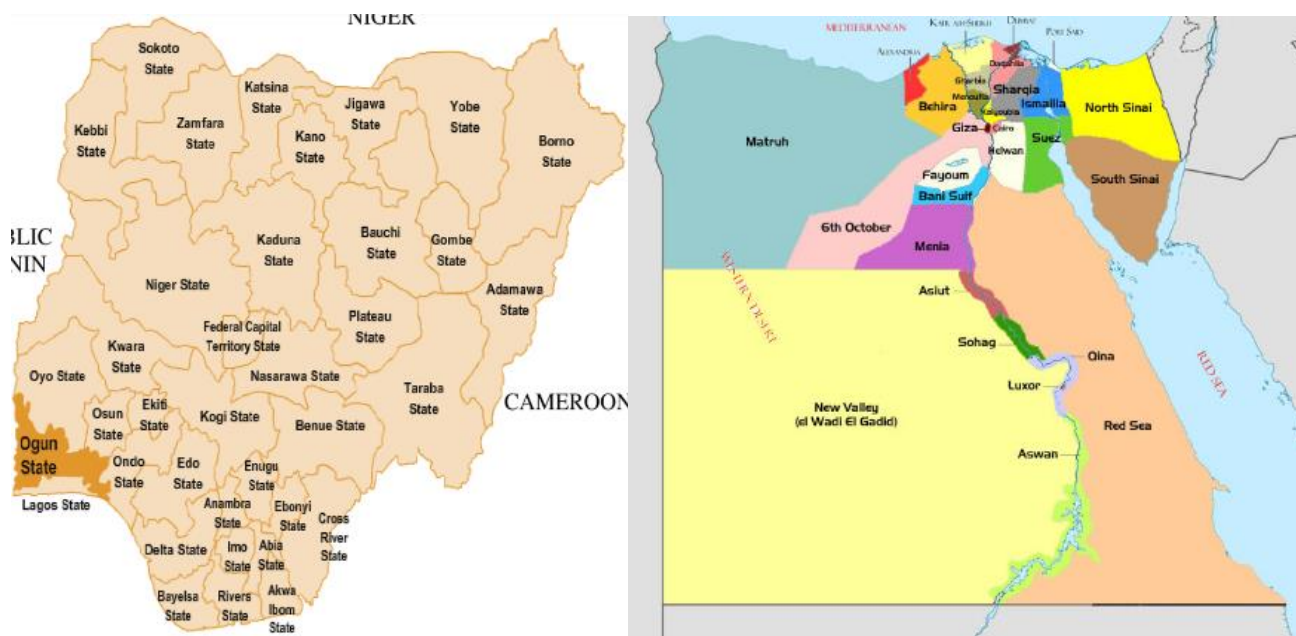 NIGER
Sokoto
State
Katsina
State
Jigawa
State
Yobe
State
Kebbi
State
Zamfara
State
Kano
State
Borno
State
BLIC
NIN
Kaduna
State
Bauchi
State
Gombe
State
Niger State
Adamawa
State
Federal Capital
Territory State
Plateau
State
Kwara
State
Oyo State
Nasarawa State
Taraba
State
CAMEROON
Osun
State
Ekiti
State
Kogi State
Benue State
Ogun
State
Ondo
State
Edo
State
Enugu
State
Lagos State
Anambra
State
Ebonyi
State
Cross
River
State
Delta State
Imo
State
Abia
State
Bayelsa
State
Rivers
State
Akwa
Ibom
State
MEDITERRANEAN
ALEXANDRIA
PORT SAID
Gharbia
Sharqia
Behira
Ismailia
North Sinai
Giza
Cairo
Suez
Matruh
Helwan
Fayoum
South Sinai
Bani Suif
6th October
Menia
WESTERN DESERT
Asiut
Sohag
Qina
Luxor
RED SEA
New Valley
(el Wadi El Gadid)
Red Sea
Aswan